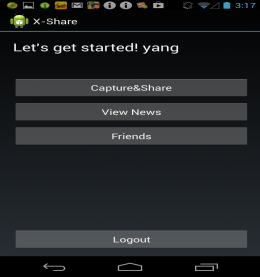 3:17
X-Share
Let's get started! yang
Capture&Share
View News
Friends
Logout